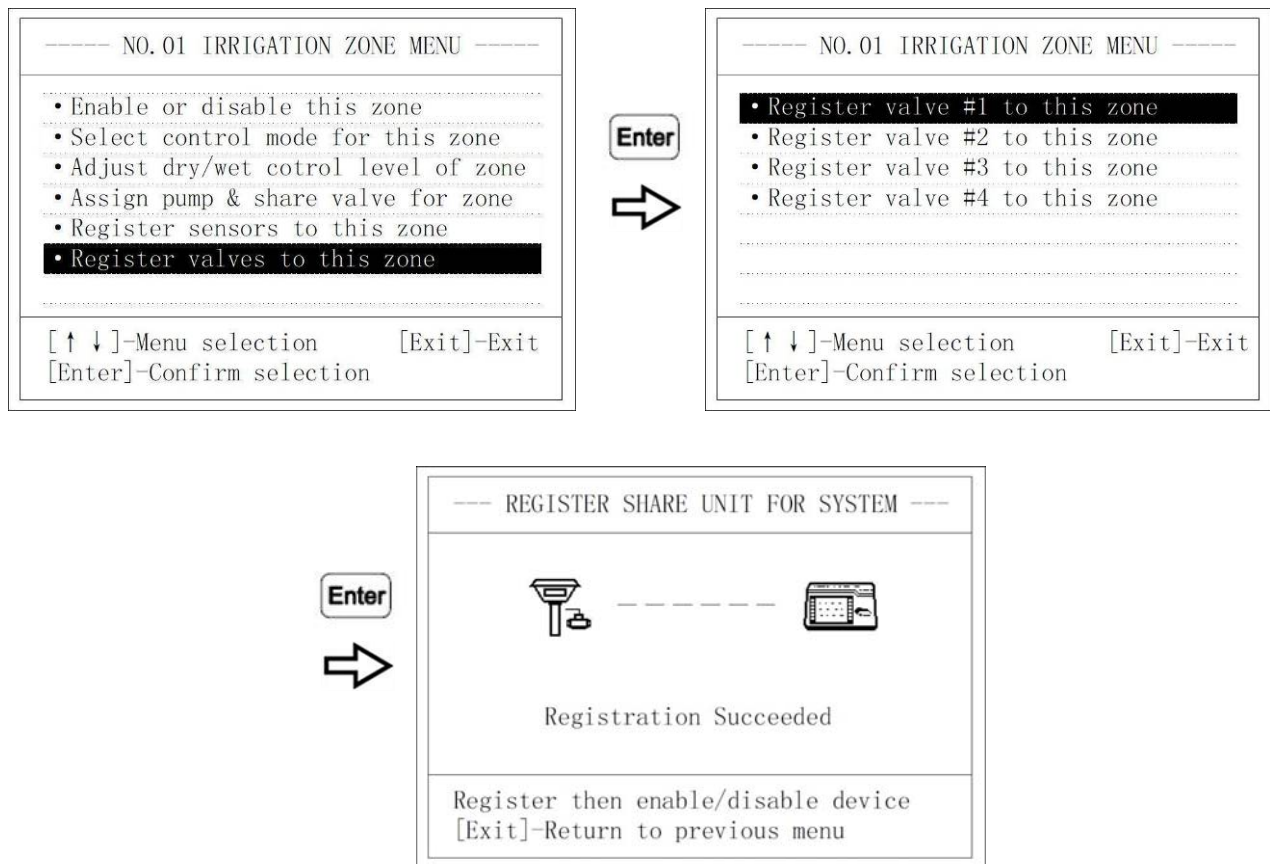 ----- NO.01 IRRIGATION ZONE MENU -----
• Enable or disable this zone
• Select control mode for this zone
• Adjust dry/wet cotrol level of zone
• Assign pump & share valve for zone
• Register sensors to this zone
• Register valves to this zone
[↑ ↓]-Menu selection [Exit]-Exit
[Enter]-Confirm selection
Enter
----- NO.01 IRRIGATION ZONE MENU -----
• Register valve #1 to this zone
• Register valve #2 to this zone
• Register valve #3 to this zone
• Register valve #4 to this zone
[↑ ↓]-Menu selection [Exit]-Exit
[Enter]-Confirm selection
Enter
--- REGISTER SHARE UNIT FOR SYSTEM ---
Registration Succeeded
Register then enable/disable device
[Exit]-Return to previous menu